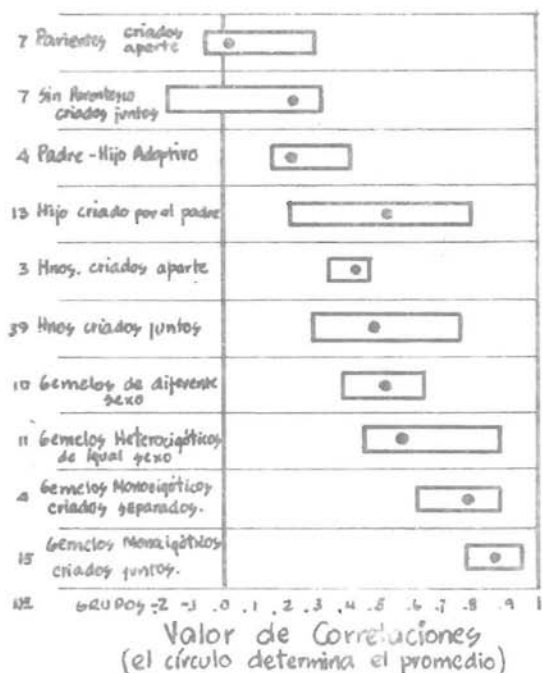 7 Parientes criados
aparte
7 Sin Parentesco
criados juntos
4 Padre-Hijo Adoptivo
13 Hijo criado por el padre
3 Hnos. criados aparte
39 Hnos criados juntos
10 Gemelos de diferente
sexo
11 Gemelos Heterocigóticos
de igual sexo
4 Gemelos Monocigóticos
criados separados.
15 Gemelos Monocigóticos
criados juntos.
Nº GRUPOS -.2 -.1 .0 .1 .2 .3 .4 .5 .6 .7 .8 .9 1
Valor de Correlaciones
(el círculo determina el promedio)